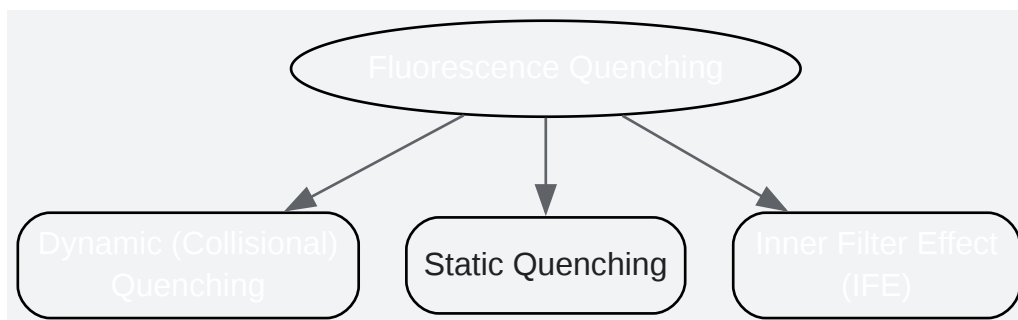 Fluorescence Quenching
Dynamic (Collisional)
Quenching
Static Quenching
Inner Filter Effect
(IFE)